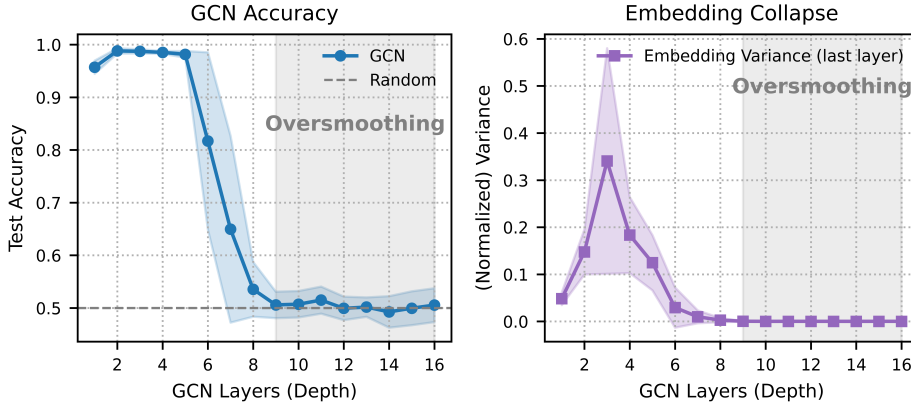 GCN Accuracy
1.0
0.9
0.8
0.7
0.6
0.5
Test Accuracy
GCN
Random
Oversmoothing
2 4 6 8 10 12 14 16
GCN Layers (Depth)
Embedding Collapse
0.6
0.5
0.4
0.3
0.2
0.1
0.0
(Normalized) Variance
Embedding Variance (last layer)
Oversmoothing
2 4 6 8 10 12 14 16
GCN Layers (Depth)